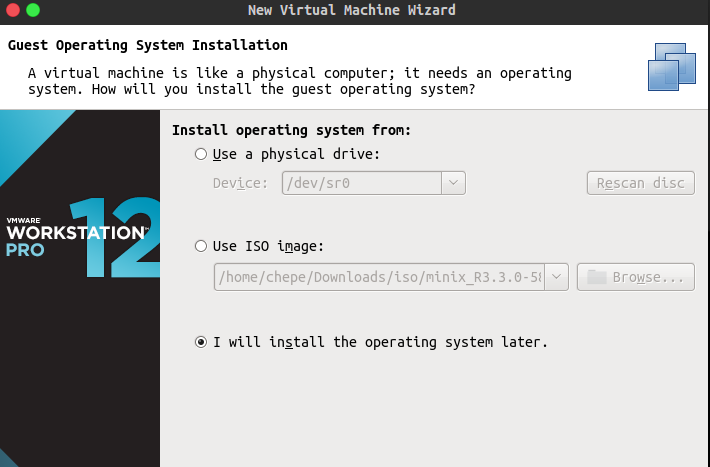 New Virtual Machine Wizard
Guest Operating System Installation
A virtual machine is like a physical computer; it needs an operating
system. How will you install the guest operating system?
Install operating system from:
Use a physical drive:
Device: /dev/sr0 Rescan disc
VMWARE
WORKSTATION™
PRO 12
Use ISO image:
/home/chepe/Downloads/iso/minix_R3.3.0-58 Browse...
I will install the operating system later.